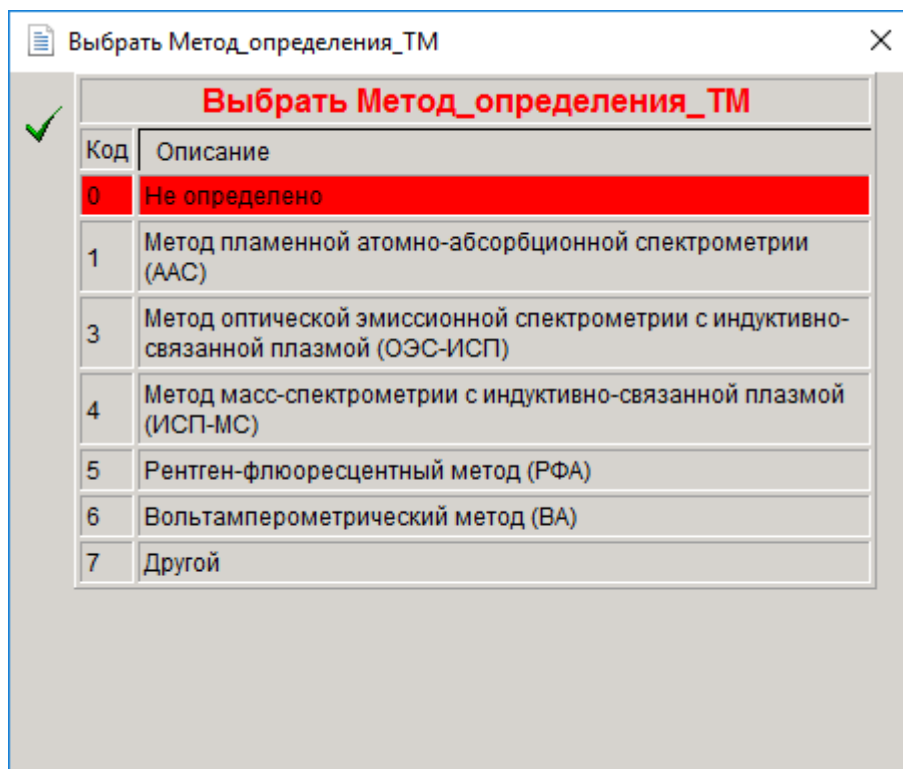 Выбрать Метод_определения_ТМ
Выбрать Метод_определения_ТМ
Код Описание
0 Не определено
1 Метод пламенной атомно-абсорбционной спектрометрии
(ААС)
3 Метод оптической эмиссионной спектрометрии с индуктивно-
связанной плазмой (ОЭС-ИСП)
4 Метод масс-спектрометрии с индуктивно-связанной плазмой
(ИСП-МС)
5 Рентген-флюоресцентный метод (РФА)
6 Вольтамперометрический метод (ВА)
7 Другой